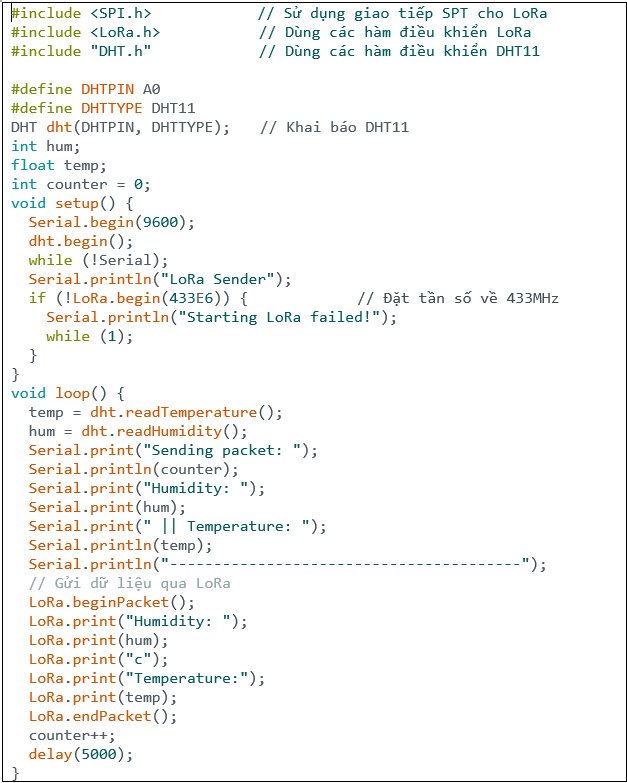 #include <SPI.h>            // Sử dụng giao tiếp SPT cho LoRa
#include <LoRa.h>           // Dùng các hàm điều khiển LoRa
#include "DHT.h"            // Dùng các hàm điều khiển DHT11

#define DHTPIN A0
#define DHTTYPE DHT11
DHT dht(DHTPIN, DHTTYPE);   // Khai báo DHT11
int hum;
float temp;
int counter = 0;
void setup() {
  Serial.begin(9600);
  dht.begin();
  while (!Serial);
  Serial.println("LoRa Sender");
  if (!LoRa.begin(433E6)) {            // Đặt tần số về 433MHz
    Serial.println("Starting LoRa failed!");
    while (1);
  }
}
void loop() {
  temp = dht.readTemperature();
  hum = dht.readHumidity();
  Serial.print("Sending packet: ");
  Serial.println(counter);
  Serial.print("Humidity: ");
  Serial.print(hum);
  Serial.print(" || Temperature: ");
  Serial.println(temp);
  Serial.println("----------------------------------------");
  // Gửi dữ liệu qua LoRa
  LoRa.beginPacket();
  LoRa.print("Humidity: ");
  LoRa.print(hum);
  LoRa.print("c");
  LoRa.print("Temperature:");
  LoRa.print(temp);
  LoRa.endPacket();
  counter++;
  delay(5000);
}